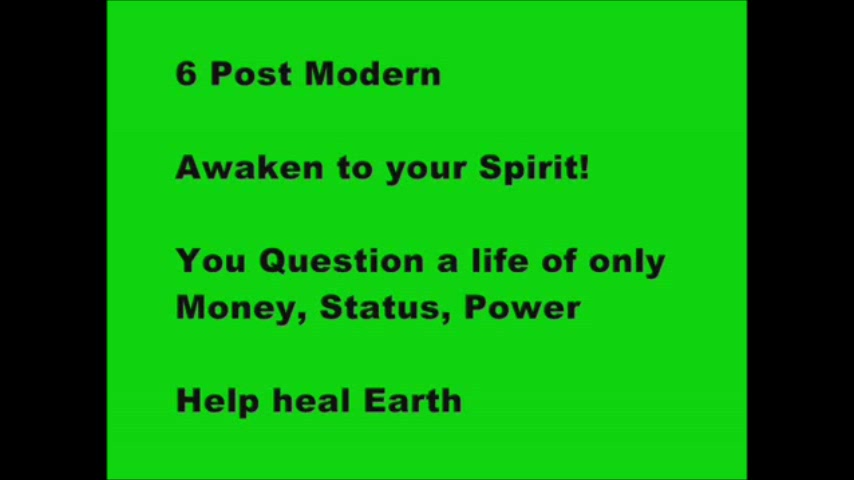 6 Post Modern
Awaken to your Spirit!
You Question a life of only
Money, Status, Power
Help heal Earth